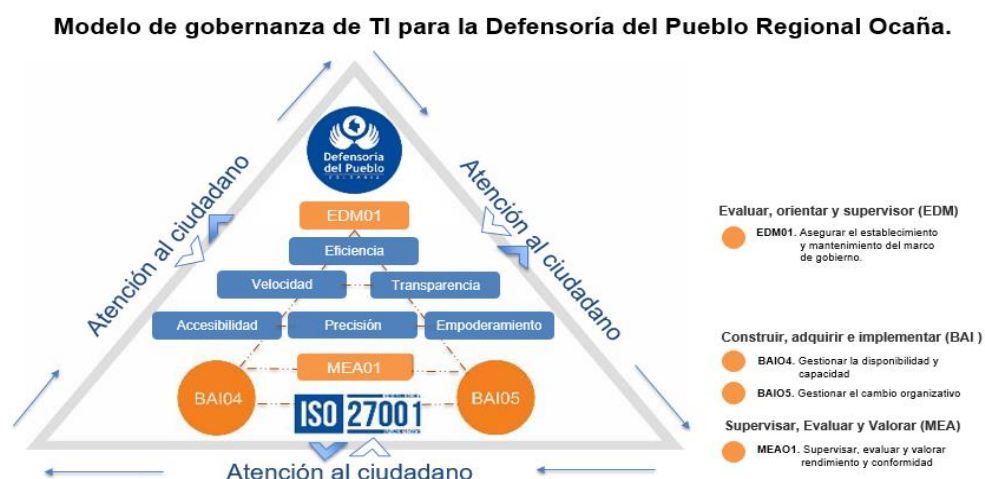 Modelo de gobernanza de TI para la Defensoría del Pueblo Regional Ocaña.
Defensoría
del Pueblo
COLOMBIA
Atención al ciudadano
Atención al ciudadano
EDM01
Eficiencia
Velocidad
Transparencia
Accesibilidad
Precisión
Empoderamiento
MEA01
BAI04
BAI05
ISO 27001
Atención al ciudadano
Evaluar, orientar y supervisor (EDM)
EDM01. Asegurar el establecimiento
y mantenimiento del marco
de gobierno.
Construir, adquirir e implementar (BAI )
BAIO4. Gestionar la disponibilidad y
capacidad
BAIO5. Gestionar el cambio organizativo
Supervisar, Evaluar y Valorar (MEA)
MEAO1. Supervisar, evaluar y valorar
rendimiento y conformidad